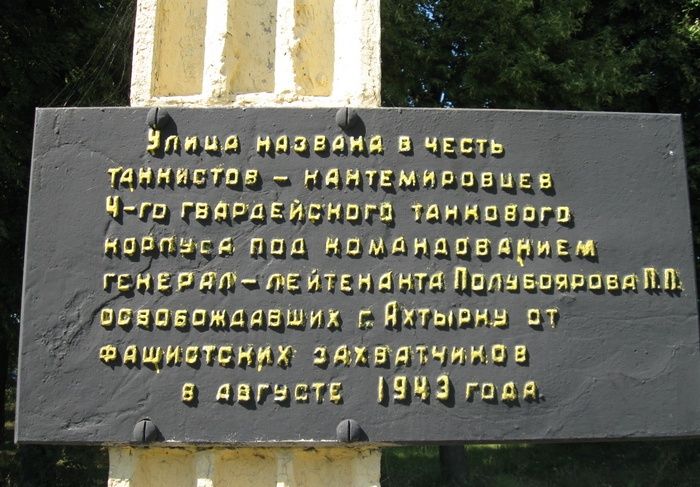 Улица названа в честь
танкистов – кантемировцев
4-го гвардейского танкового
корпуса под командованием
генерал-лейтенанта Полубоярова П.П.
освобождавших г. Ахтырку от
фашистских захватчиков
в августе 1943 года.